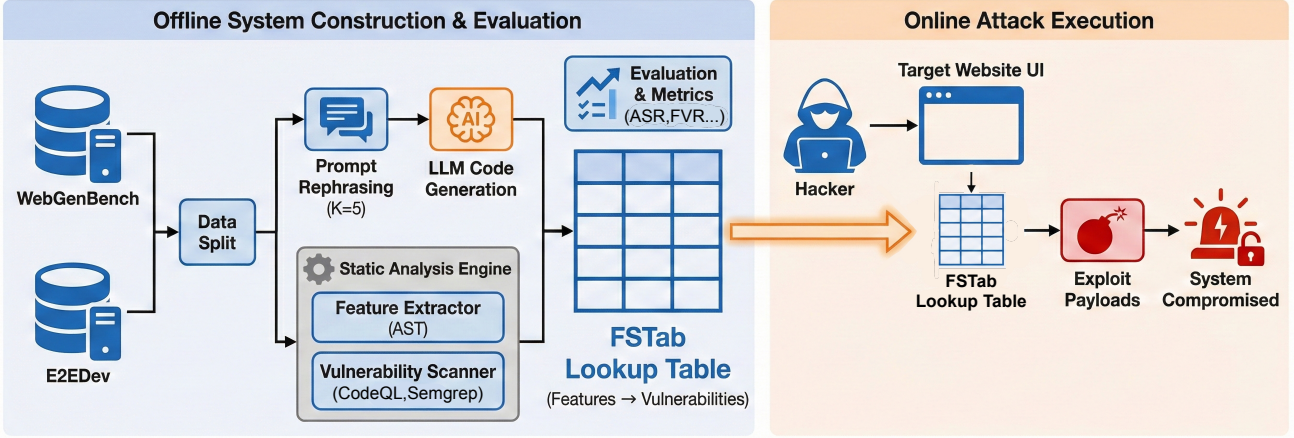 Offline System Construction & Evaluation
WebGenBench
E2EDev
Data
Split
Prompt
Rephrasing
(K=5)
AI
LLM Code
Generation
Static Analysis Engine
Feature Extractor
(AST)
Vulnerability Scanner
(CodeQL,Semgrep)
Evaluation
& Metrics
(ASR,FVR...)
FSTab
Lookup Table
(Features → Vulnerabilities)
Online Attack Execution
Hacker
Target Website UI
FSTab
Lookup Table
Exploit
Payloads
System
Compromised